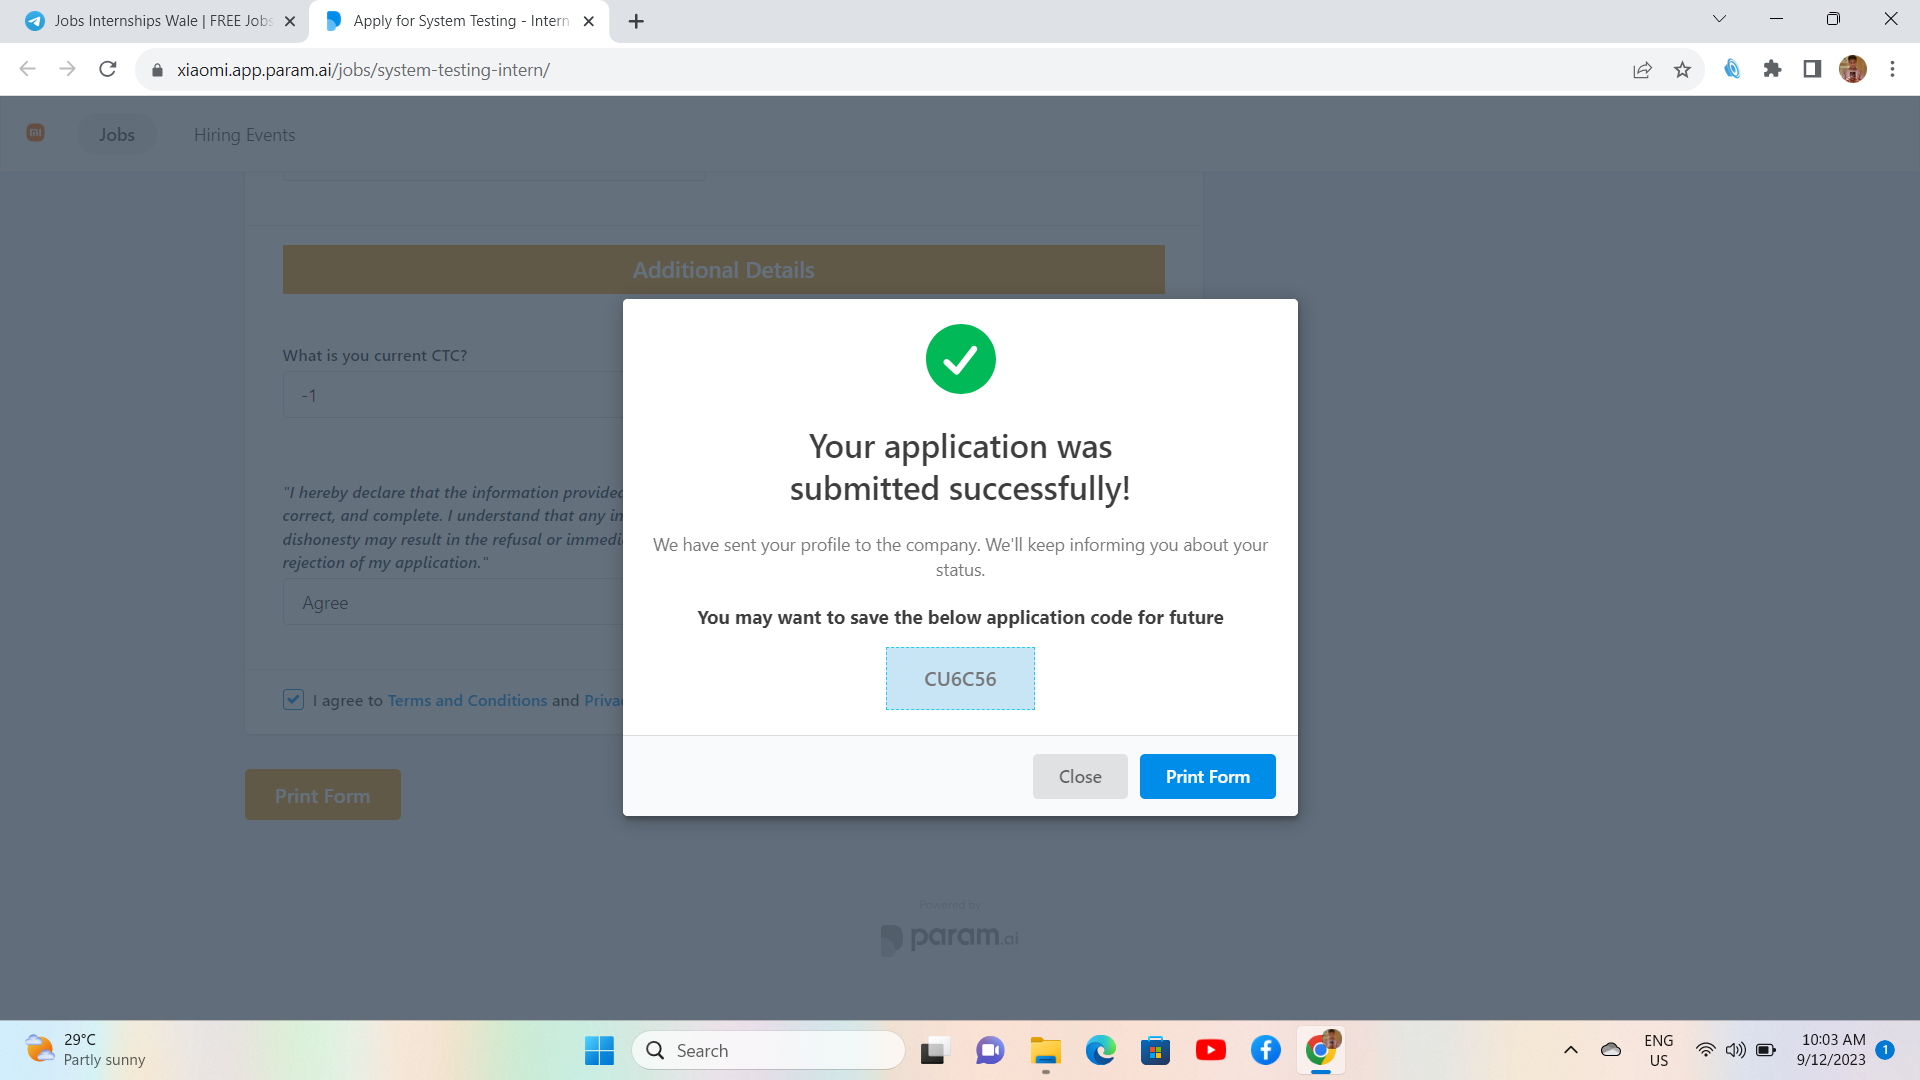 Jobs Internships Wale | FREE Jobs
Apply for System Testing - Intern
xiaomi.app.param.ai/jobs/system-testing-intern/
Jobs
Hiring Events
Additional Details
What is you current CTC?
-1
"I hereby declare that the information provided
correct, and complete. I understand that any in
dishonesty may result in the refusal or immedi
rejection of my application."
Agree
I agree to Terms and Conditions and Priva
Print Form
Your application was
submitted successfully!
We have sent your profile to the company. We'll keep informing you about your
status.
You may want to save the below application code for future
CU6C56
Close
Print Form
Powered by
param.ai
29°C
Partly sunny
Search
ENG
US
10:03 AM
9/12/2023
1